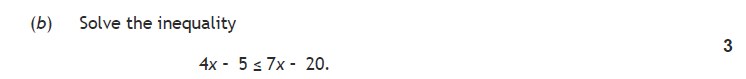 (b) Solve the inequality
3
4x - 5 ≤ 7x - 20.